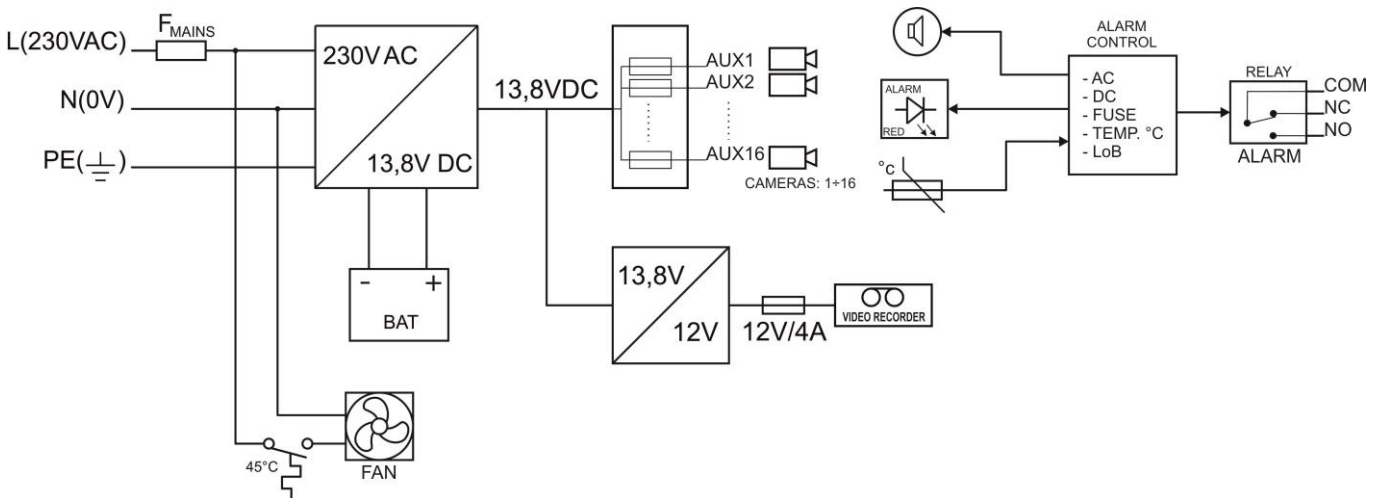 L(230VAC)
F MAINS
N(0V)
PE(⏚)
230V AC
13,8V DC
- +
BAT
45°C
FAN
13,8VDC
AUX1
AUX2
AUX16
CAMERAS: 1÷16
13,8V
12V
12V/4A
VIDEO RECORDER
ALARM
RED
°c
ALARM
CONTROL
- AC
- DC
- FUSE
- TEMP. °C
- LoB
RELAY
COM
NC
NO
ALARM